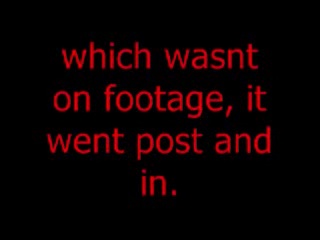 which wasnt
on footage, it
went post and
in.